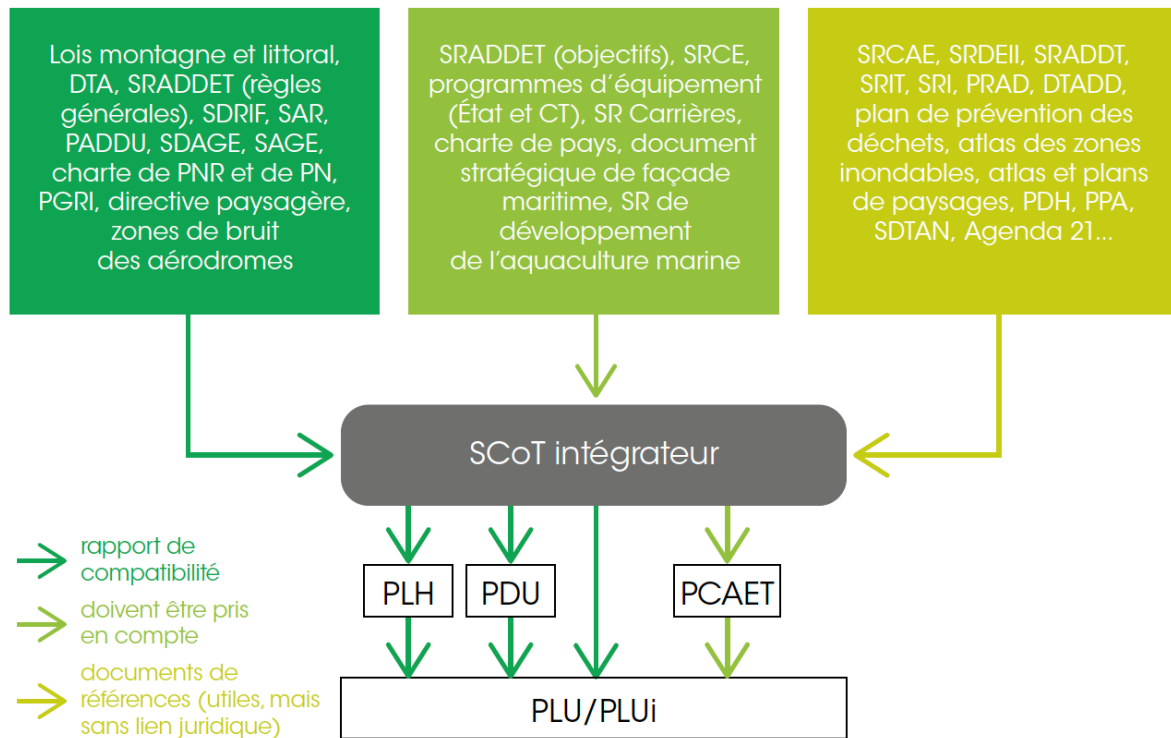 Lois montagne et littoral,
DTA, SRADDET (règles
générales), SDRIF, SAR,
PADDU, SDAGE, SAGE,
charte de PNR et de PN,
PGRI, directive paysagère,
zones de bruit
des aérodromes
SRADDET (objectifs), SRCE,
programmes d’équipement
(État et CT), SR Carrières,
charte de pays, document
stratégique de façade
maritime, SR de
développement
de l’aquaculture marine
SRCAE, SRDEII, SRADDT,
SRIT, SRI, PRAD, DTADD,
plan de prévention des
déchets, atlas des zones
inondables, atlas et plans
de paysages, PDH, PPA,
SDTAN, Agenda 21...
SCoT intégrateur
rapport de
compatibilité
doivent être pris
en compte
documents de
références (utiles, mais
sans lien juridique)
PLH
PDU
PCAET
PLU/PLUi